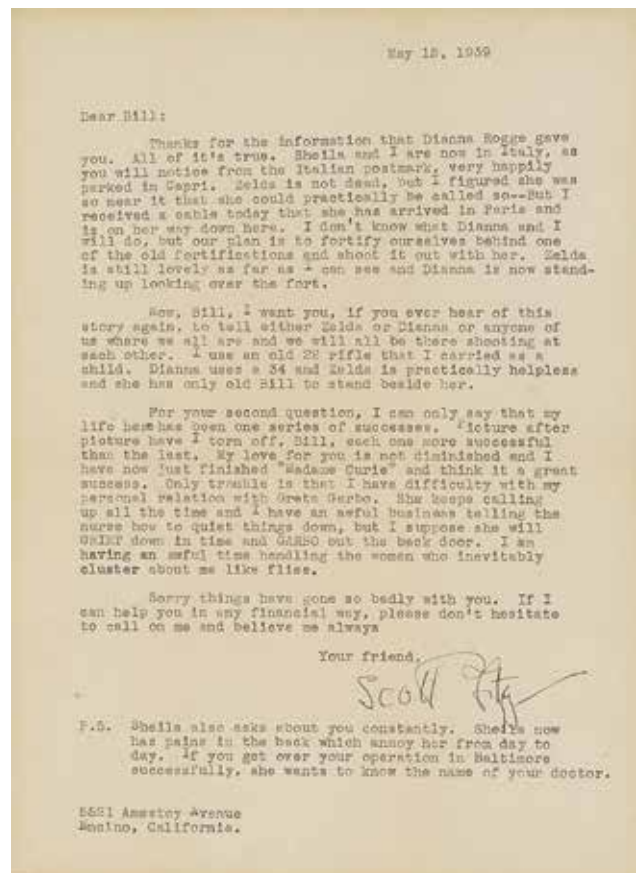 May 15, 1939
Dear Bill:
Thanks for the information that Dianna Rogge gave
you. All of it's true. Sheila and I are now in Italy, as
you will notice from the Italian postmark, very happily
parked in Capri. Zelda is not dead, but I figured she was
so near it that she could practically be called so--But I
received a cable today that she has arrived in Paris and
is on her way down here. I don't know what Dianna and I
will do, but our plan is to fortify ourselves behind one
of the old fortifications and shoot it out with her. Zelda
is still lovely as far as I can see and Dianna is now stand-
ing up looking over the fort.
Now, Bill, I want you, if you ever hear of this
story again, to tell either Zelda or Dianna or anyone of
us where we all are and we will all be there shooting at
each other. I use an old 22 rifle that I carried as a
child. Dianna uses a 34 and Zelda is practically helpless
and she has only old Bill to stand beside her.
For your second question, I can only say that my
life here has been one series of successes. Picture after
picture have I torn off, Bill, each one more successful
than the last. My love for you is not diminished and I
have now just finished "Madame Curie" and think it a great
success. Only trouble is that I have difficulty with my
personal relation with Greta Garbo. She keeps calling
up all the time and I have an awful business telling the
nurse how to quiet things down, but I suppose she will
GRIET down in time and GARBO out the back door. I am
having an awful time handling the women who inevitably
cluster about me like flies.
Sorry things have gone so badly with you. If I
can help you in any financial way, please don't hesitate
to call on me and believe me always
Your friend,
Scott Fitz
P.S. Sheila also asks about you constantly. Sheila now
has pains in the back which annoy her from day to
day. If you get over your operation in Baltimore
successfully, she wants to know the name of your doctor.
5521 Amestoy Avenue
Encino, California.